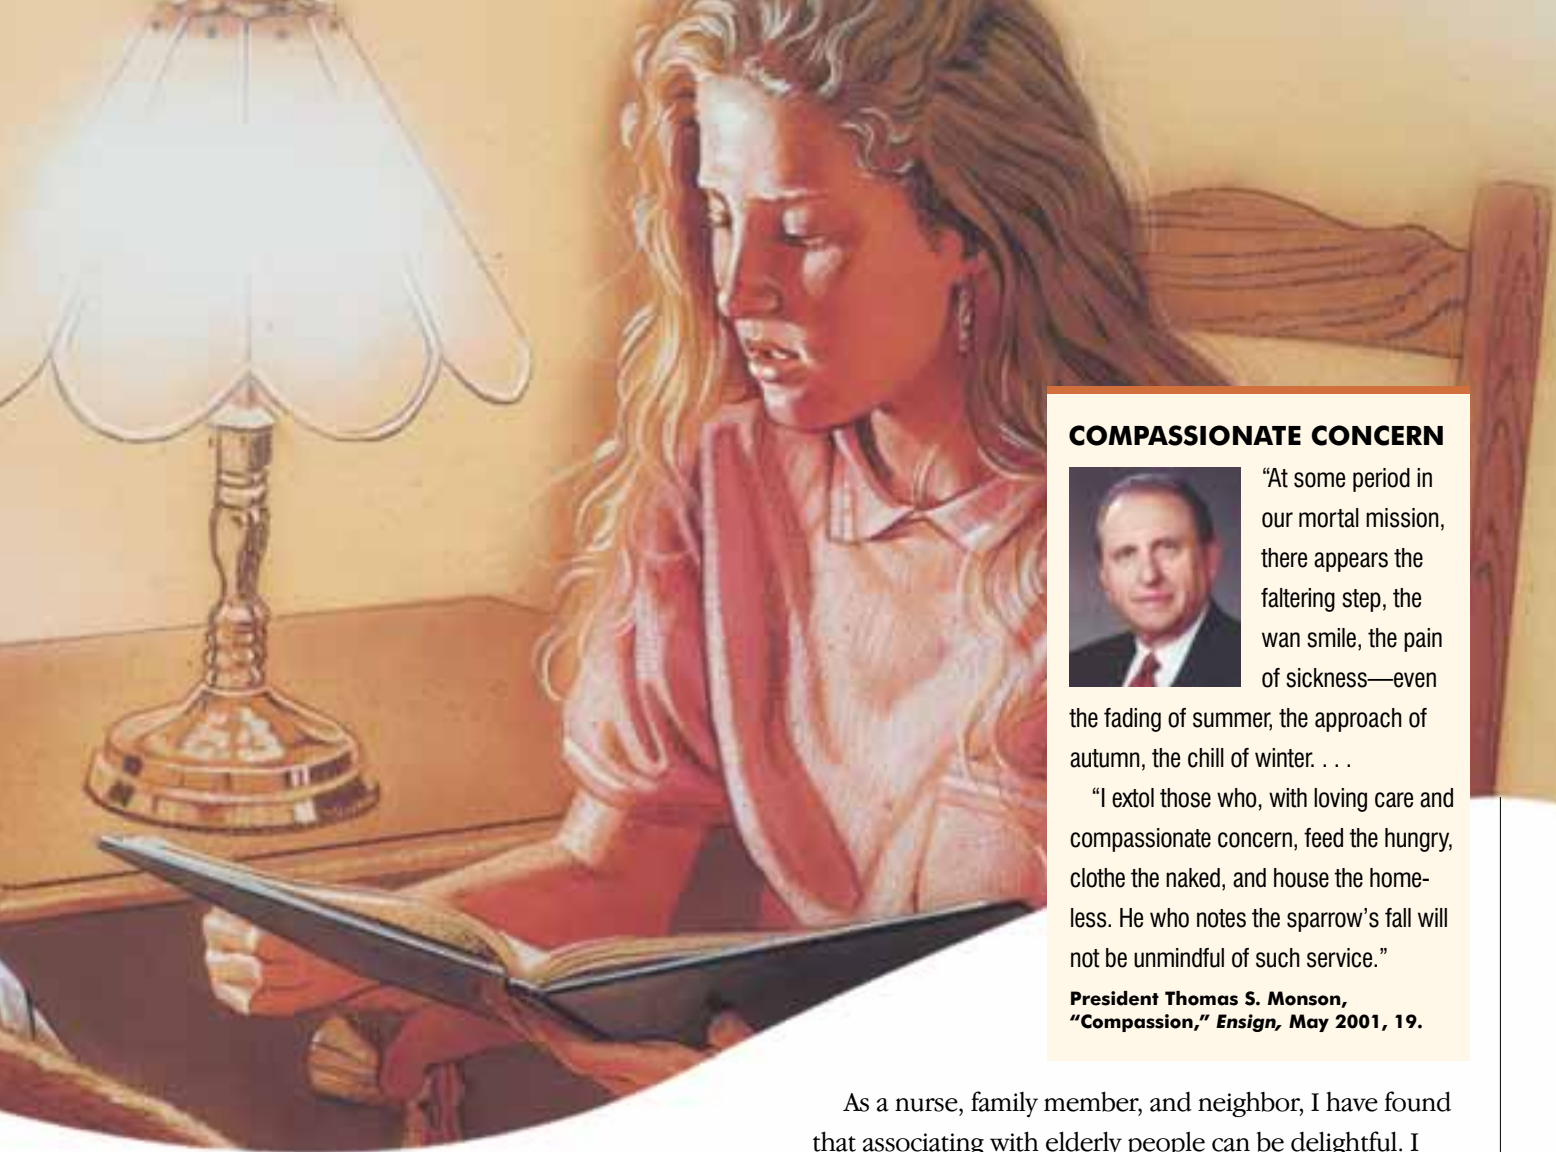 COMPASSIONATE CONCERN
“At some period in
our mortal mission,
there appears the
faltering step, the
wan smile, the pain
of sickness—even
the fading of summer, the approach of
autumn, the chill of winter. . . .
“I extol those who, with loving care and
compassionate concern, feed the hungry,
clothe the naked, and house the home-
less. He who notes the sparrow’s fall will
not be unmindful of such service.”
President Thomas S. Monson,
“Compassion,” Ensign, May 2001, 19.
As a nurse, family member, and neighbor, I have found
that associating with elderly people can be delightful. I